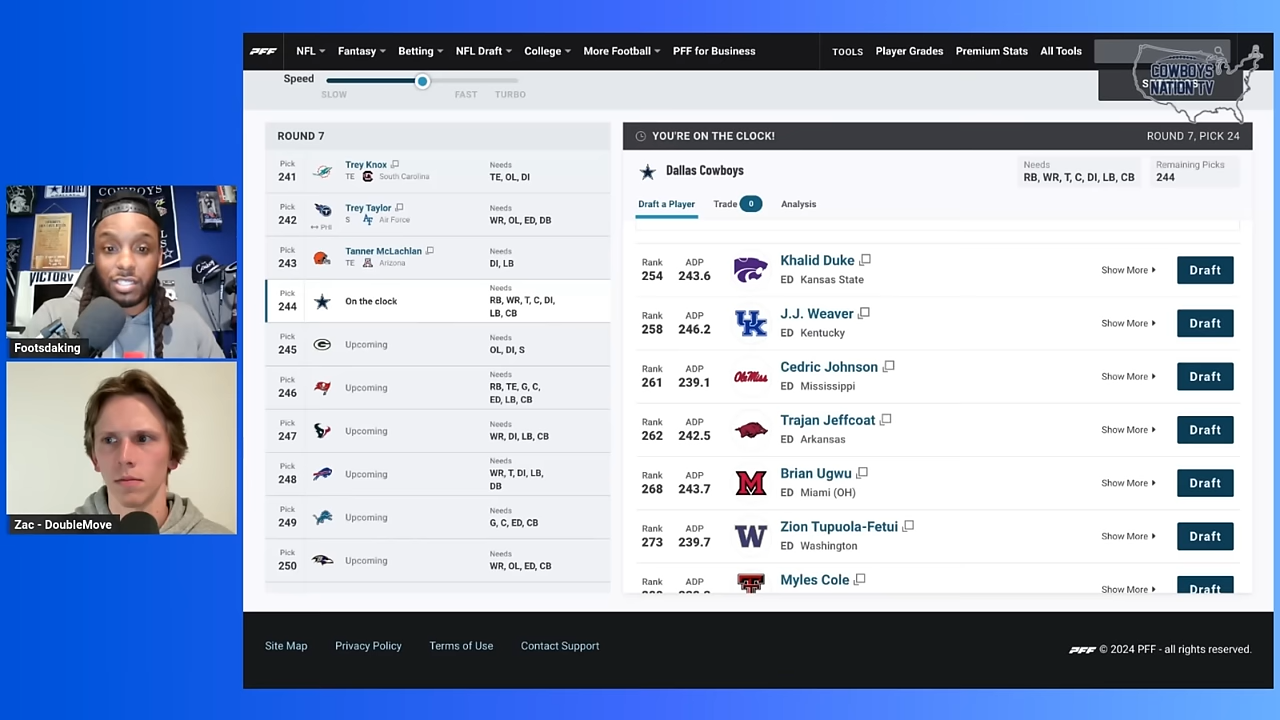 PFF
NFL
Fantasy
Betting
NFL Draft
College
More Football
PFF for Business
TOOLS
Player Grades
Premium Stats
All Tools
COWBOYS
NATION TV
Speed
SLOW
FAST
TURBO
ROUND 7
Pick
241
Trey Knox
TE South Carolina
Needs
TE, OL, DI
Pick
242
Trey Taylor
S Air Force
Needs
WR, OL, ED, DB
Pick
243
Tanner McLachlan
TE Arizona
Needs
DI, LB
Pick
244
On the clock
Needs
RB, WR, T, C, DI,
LB, CB
Pick
245
Upcoming
Needs
OL, DI, S
Pick
246
Upcoming
Needs
RB, TE, G, C,
ED, LB, CB
Pick
247
Upcoming
Needs
WR, DI, LB, CB
Pick
248
Upcoming
Needs
WR, T, DI, LB,
DB
Pick
249
Upcoming
Needs
G, C, ED, CB
Pick
250
Upcoming
Needs
WR, OL, ED, CB
YOU'RE ON THE CLOCK!
ROUND 7, PICK 24
Dallas Cowboys
Needs
RB, WR, T, C, DI, LB, CB
Remaining Picks
244
Draft a Player
Trade 0
Analysis
Rank
254
ADP
243.6
Khalid Duke
ED Kansas State
Show More
Draft
Rank
258
ADP
246.2
J.J. Weaver
ED Kentucky
Show More
Draft
Rank
261
ADP
239.1
Cedric Johnson
ED Mississippi
Show More
Draft
Rank
262
ADP
242.5
Trajan Jeffcoat
ED Arkansas
Show More
Draft
Rank
268
ADP
243.7
Brian Ugwu
ED Miami (OH)
Show More
Draft
Rank
273
ADP
239.7
Zion Tupuola-Fetui
ED Washington
Show More
Draft
Rank
ADP
Myles Cole
Show More
Draft
VICTORY
Footsdaking
Zac - DoubleMove
Site Map
Privacy Policy
Terms of Use
Contact Support
PFF © 2024 PFF - all rights reserved.